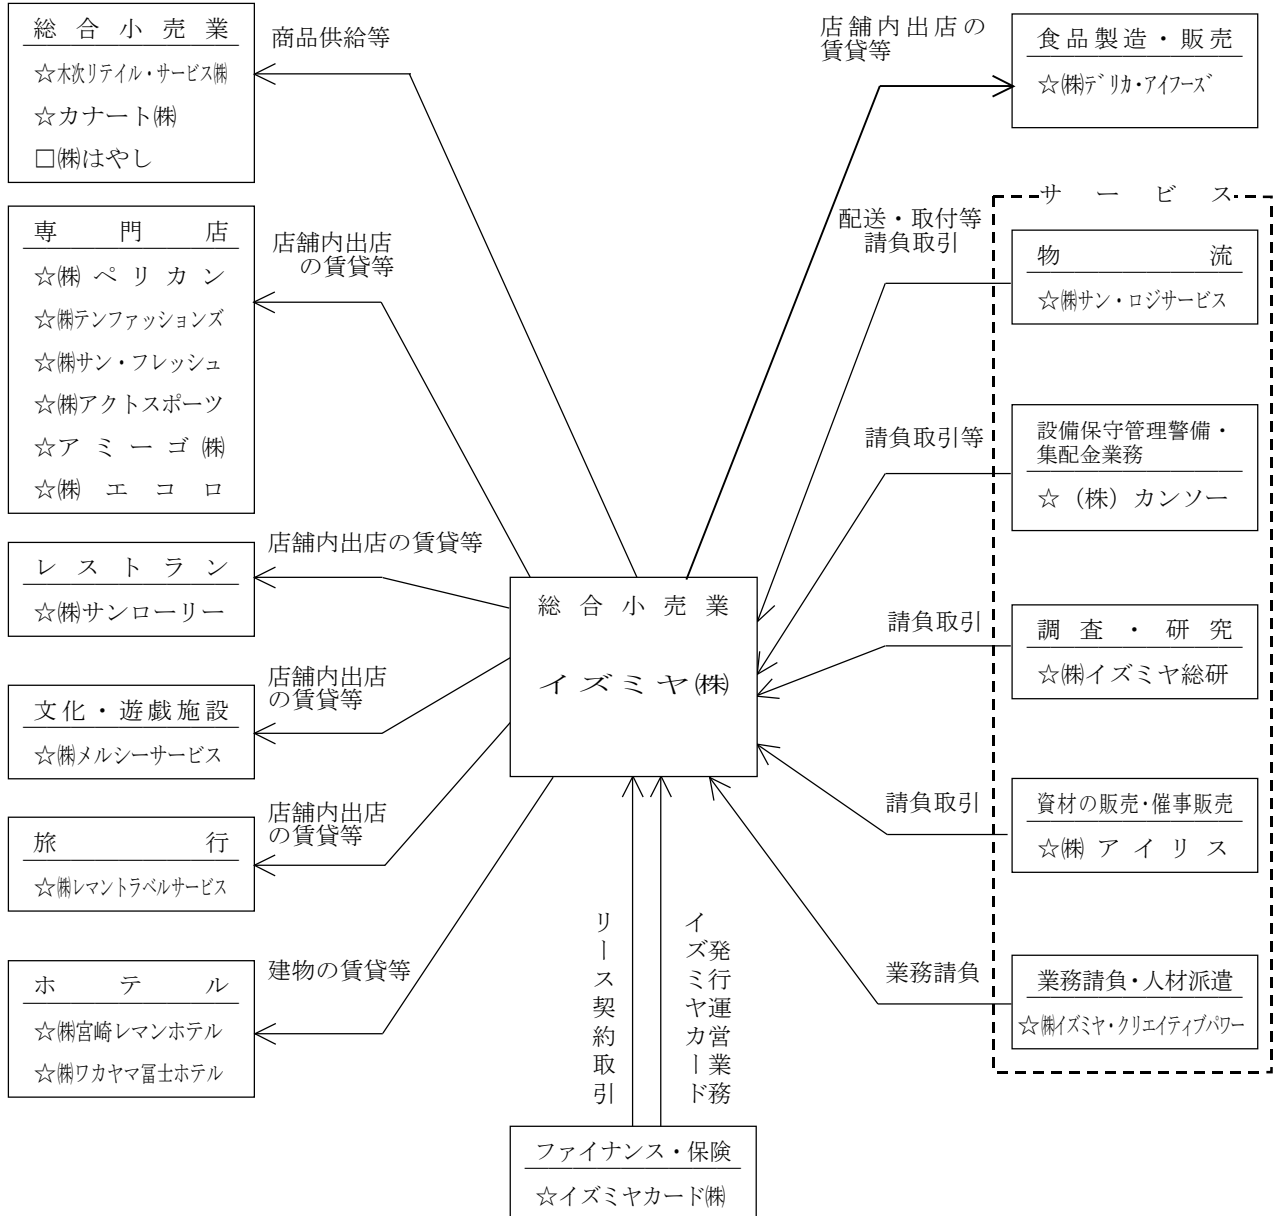 総合小売業
☆木次リテイル・サービス㈱
☆カナート㈱
□㈱はやし
商品供給等
専門店
☆㈱ペリカン
☆㈱テンファッションズ
☆㈱サン・フレッシュ
☆㈱アクトスポーツ
☆アミーゴ㈱
☆㈱エコロ
店舗内出店
の賃貸等
レストラン
☆㈱サンローリー
店舗内出店の賃貸等
文化・遊戯施設
☆㈱メルシーサービス
店舗内出店
の賃貸等
旅行
☆㈱レマントラベルサービス
店舗内出店
の賃貸等
ホテル
☆㈱宮崎レマンホテル
☆㈱ワカヤマ冨士ホテル
建物の賃貸等
総合小売業
イズミヤ㈱
リース契約取引
イズミヤカード
発行運営業務
ファイナンス・保険
☆イズミヤカード㈱
店舗内出店の
賃貸等
食品製造・販売
☆㈱デリカ・アイフーズ
サービス
配送・取付等
請負取引
物流
☆㈱サン・ロジサービス
請負取引等
設備保守管理警備・
集配金業務
☆（株）カンソー
請負取引
調査・研究
☆㈱イズミヤ総研
請負取引
資材の販売・催事販売
☆㈱アイリス
業務請負
業務請負・人材派遣
☆㈱イズミヤ・クリエイティブパワー